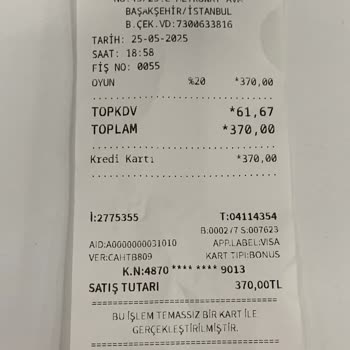 BAŞAKŞEHİR/İSTANBUL
B.ÇEK.VD:7300633816
TARİH: 25-05-2025
SAAT: 18:58
FİŞ NO: 0055
OYUN %20 *370,00
TOPKDV *61,67
TOPLAM *370,00
Kredi Kartı *370,00
İ:2775355 T:04114354
B:000277 S:007623
AID:A0000000031010 APP.LABEL:VISA
VER:CAHTB809 KART TIPI:BONUS
K.N:4870 **** **** 9013
SATIŞ TUTARI 370,00TL
BU İŞLEM TEMASSIZ BİR KART İLE
GERÇEKLEŞTİRİLMİŞTİR.